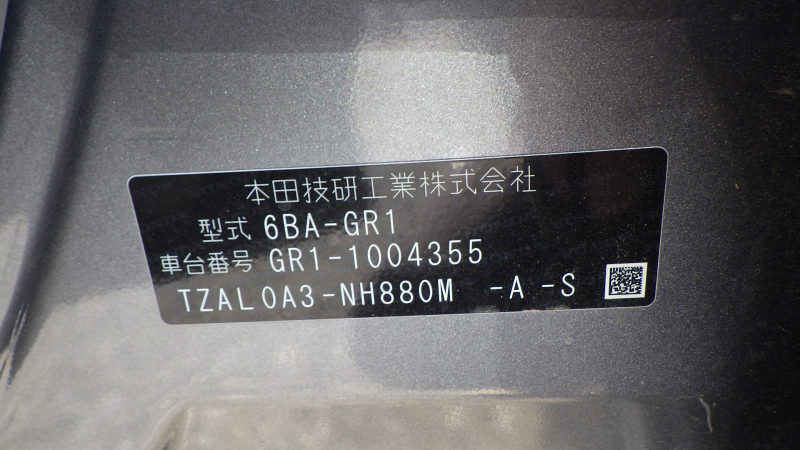 本田技研工業株式会社
型式 6BA-GR1
車台番号 GR1-1004355
TZAL0A3-NH880M -A -S